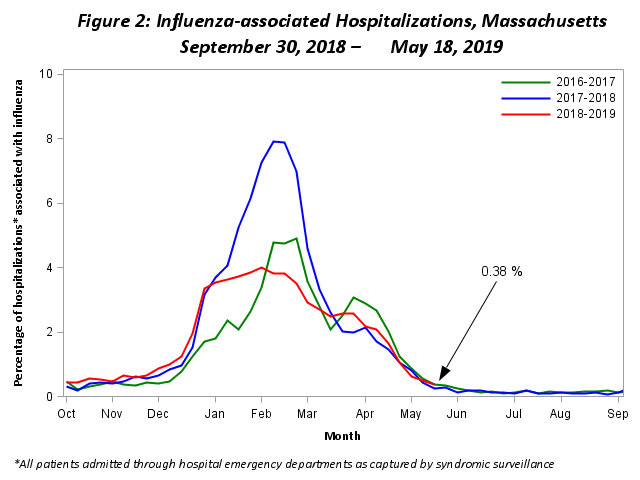 Figure 2: Influenza-associated Hospitalizations, Massachusetts
September 30, 2018 – May 18, 2019
Percentage of hospitalizations* associated with influenza
10
8
6
4
2
0
2016-2017
2017-2018
2018-2019
0.38 %
Oct Nov Dec Jan Feb Mar Apr May Jun Jul Aug Sep
Month
*All patients admitted through hospital emergency departments as captured by syndromic surveillance